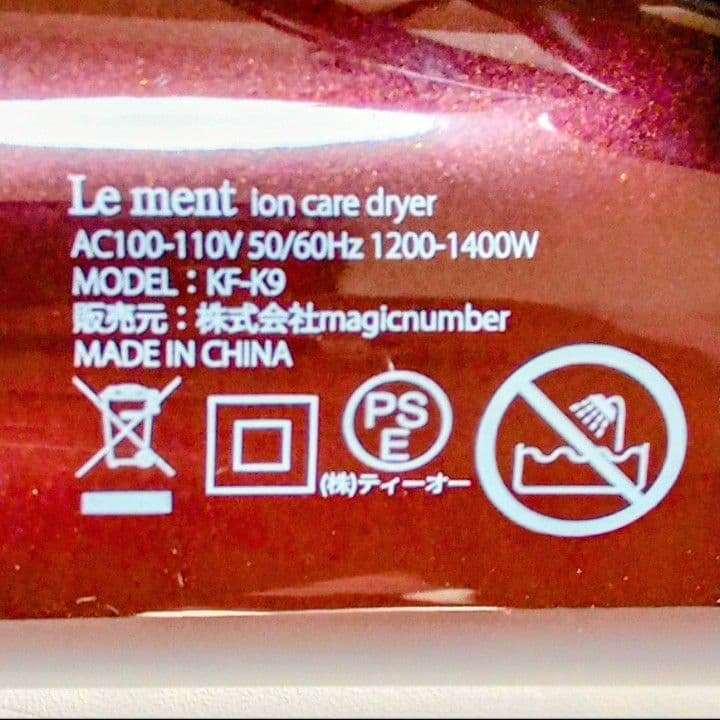 Le ment ion care dryer
AC100-110V 50/60Hz 1200-1400W
MODEL：KF-K9
販売元：株式会社magicnumber
MADE IN CHINA
PS
E
(株)ティーオー